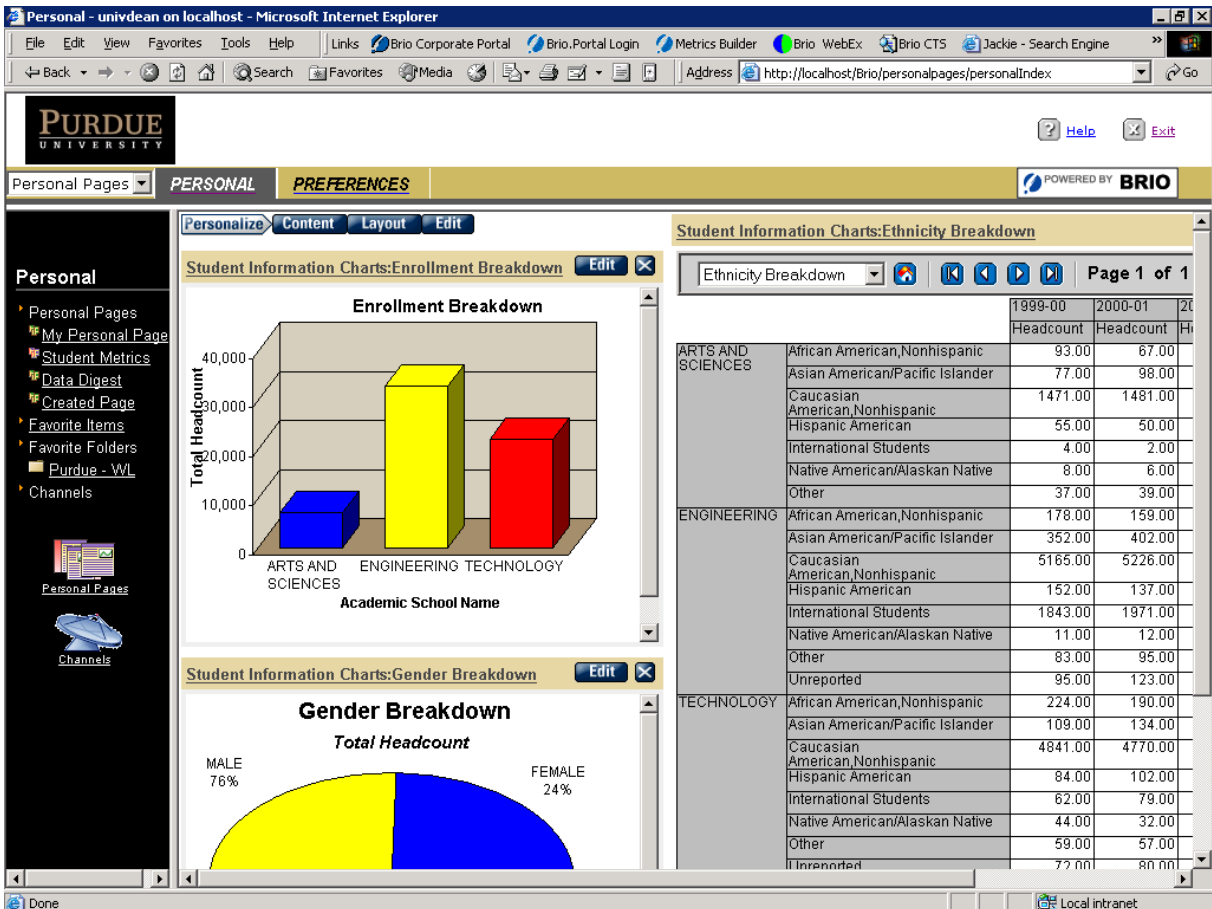 Personal - univdean on localhost - Microsoft Internet Explorer
File Edit View Favorites Tools Help Links Brio Corporate Portal Brio.Portal Login Metrics Builder Brio WebEx Brio CTS Jackie - Search Engine »
Back Search Favorites Media Address http://localhost/Brio/personalpages/personalIndex Go
PURDUE
UNIVERSITY
Help Exit
Personal Pages PERSONAL PREFERENCES POWERED BY BRIO
Personal
Personal Pages
My Personal Page
Student Metrics
Data Digest
Created Page
Favorite Items
Favorite Folders
Purdue - WL
Channels
Personal Pages
Channels
Personalize Content Layout Edit
Student Information Charts:Enrollment Breakdown Edit
Enrollment Breakdown
Total Headcount
40,000
30,000
20,000
10,000
0
ARTS AND SCIENCES ENGINEERING TECHNOLOGY
Academic School Name
Student Information Charts:Gender Breakdown Edit
Gender Breakdown
Total Headcount
MALE
76%
FEMALE
24%
Student Information Charts:Ethnicity Breakdown
Ethnicity Breakdown Page 1 of 1
1999-00 2000-01
Headcount Headcount
ARTS AND SCIENCES African American,Nonhispanic 93.00 67.00
Asian American/Pacific Islander 77.00 98.00
Caucasian American,Nonhispanic 1471.00 1481.00
Hispanic American 55.00 50.00
International Students 4.00 2.00
Native American/Alaskan Native 8.00 6.00
Other 37.00 39.00
ENGINEERING African American,Nonhispanic 178.00 159.00
Asian American/Pacific Islander 352.00 402.00
Caucasian American,Nonhispanic 5165.00 5226.00
Hispanic American 152.00 137.00
International Students 1843.00 1971.00
Native American/Alaskan Native 11.00 12.00
Other 83.00 95.00
Unreported 95.00 123.00
TECHNOLOGY African American,Nonhispanic 224.00 190.00
Asian American/Pacific Islander 109.00 134.00
Caucasian American,Nonhispanic 4841.00 4770.00
Hispanic American 84.00 102.00
International Students 62.00 79.00
Native American/Alaskan Native 44.00 32.00
Other 59.00 57.00
Unreported 72.00 80.00
Done Local intranet